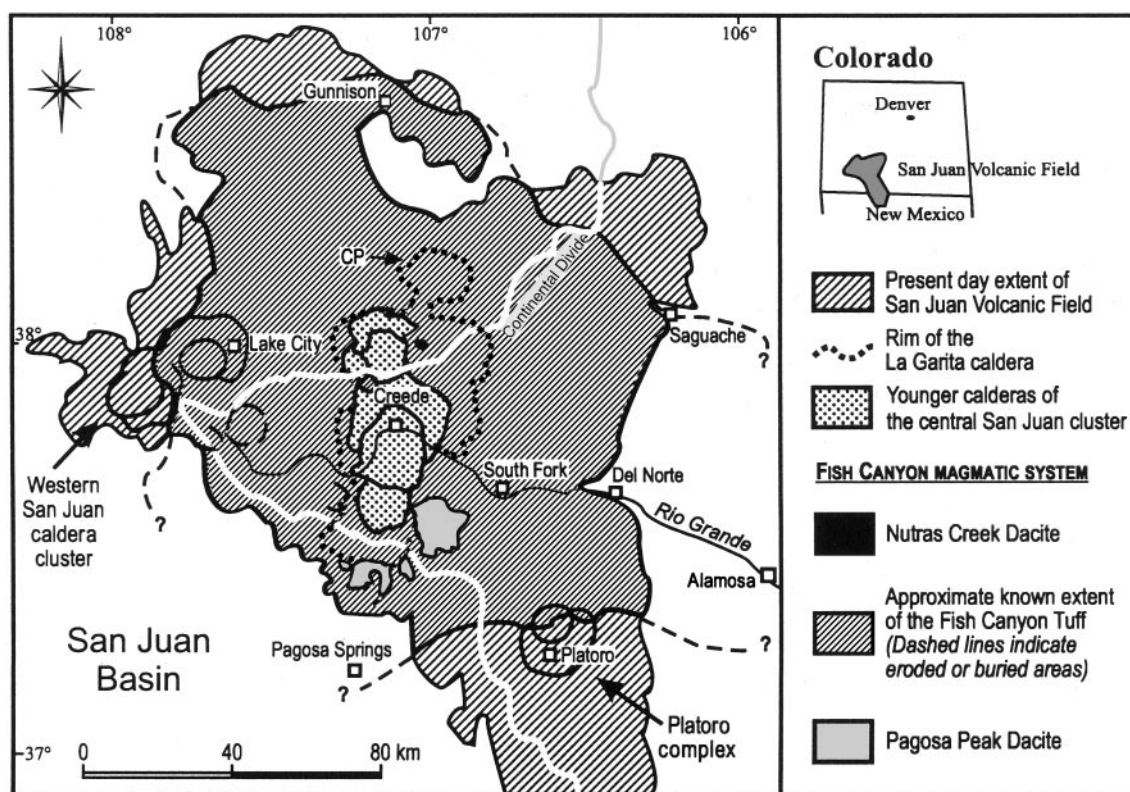 108°
107°
106°
Gunnison
CP
Continental Divide
38°
Lake City
Saguache
?
Creede
South Fork
Del Norte
Western
San Juan
caldera
cluster
?
Rio Grande
Alamosa
San Juan
Basin
Pagosa Springs
?
Platoro
?
Platoro
complex
37°
0 40 80 km
Colorado
Denver
San Juan Volcanic Field
New Mexico
Present day extent of
San Juan Volcanic Field
Rim of the
La Garita caldera
Younger calderas of
the central San Juan cluster
FISH CANYON MAGMATIC SYSTEM
Nutras Creek Dacite
Approximate known extent
of the Fish Canyon Tuff
(Dashed lines indicate
eroded or buried areas)
Pagosa Peak Dacite